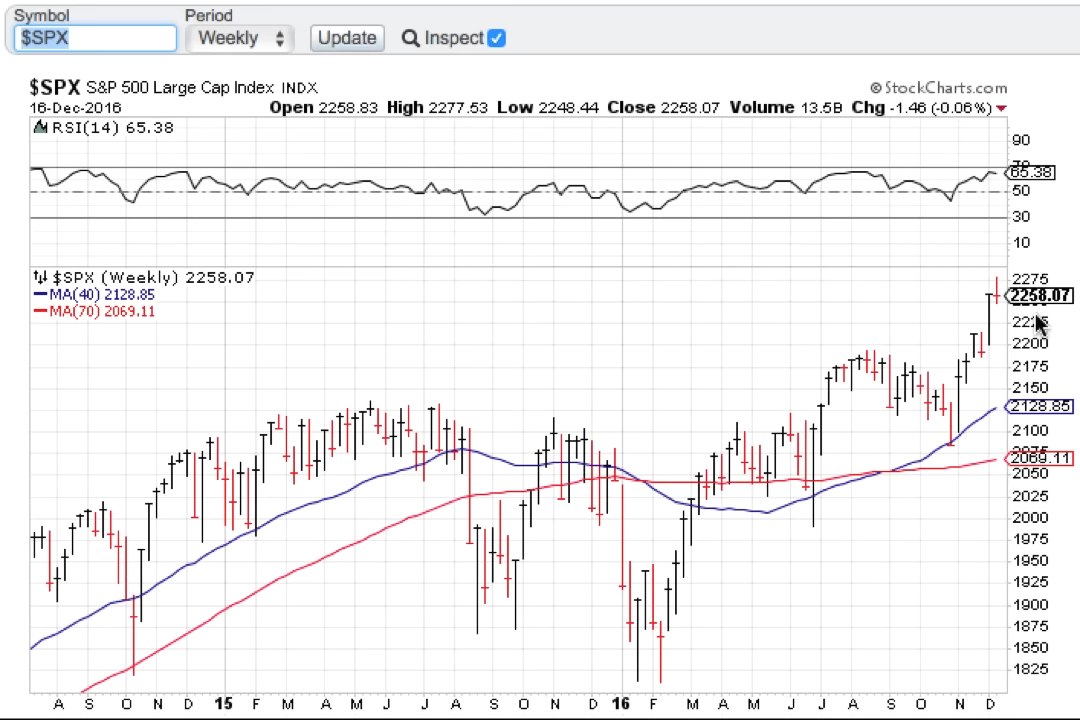 Symbol Period
$SPX Weekly Update Inspect
$SPX S&P 500 Large Cap Index INDX © StockCharts.com
16-Dec-2016 Open 2258.83 High 2277.53 Low 2248.44 Close 2258.07 Volume 13.5B Chg -1.46 (-0.06%)
RSI(14) 65.38
90
70
65.38
50
30
10
$SPX (Weekly) 2258.07
MA(40) 2128.85
MA(70) 2069.11
2275
2258.07
2225
2200
2175
2150
2128.85
2100
2075
2069.11
2050
2025
2000
1975
1950
1925
1900
1875
1850
1825
A S O N D 15 F M A M J J A S O N D 16 F M A M J J A S O N D